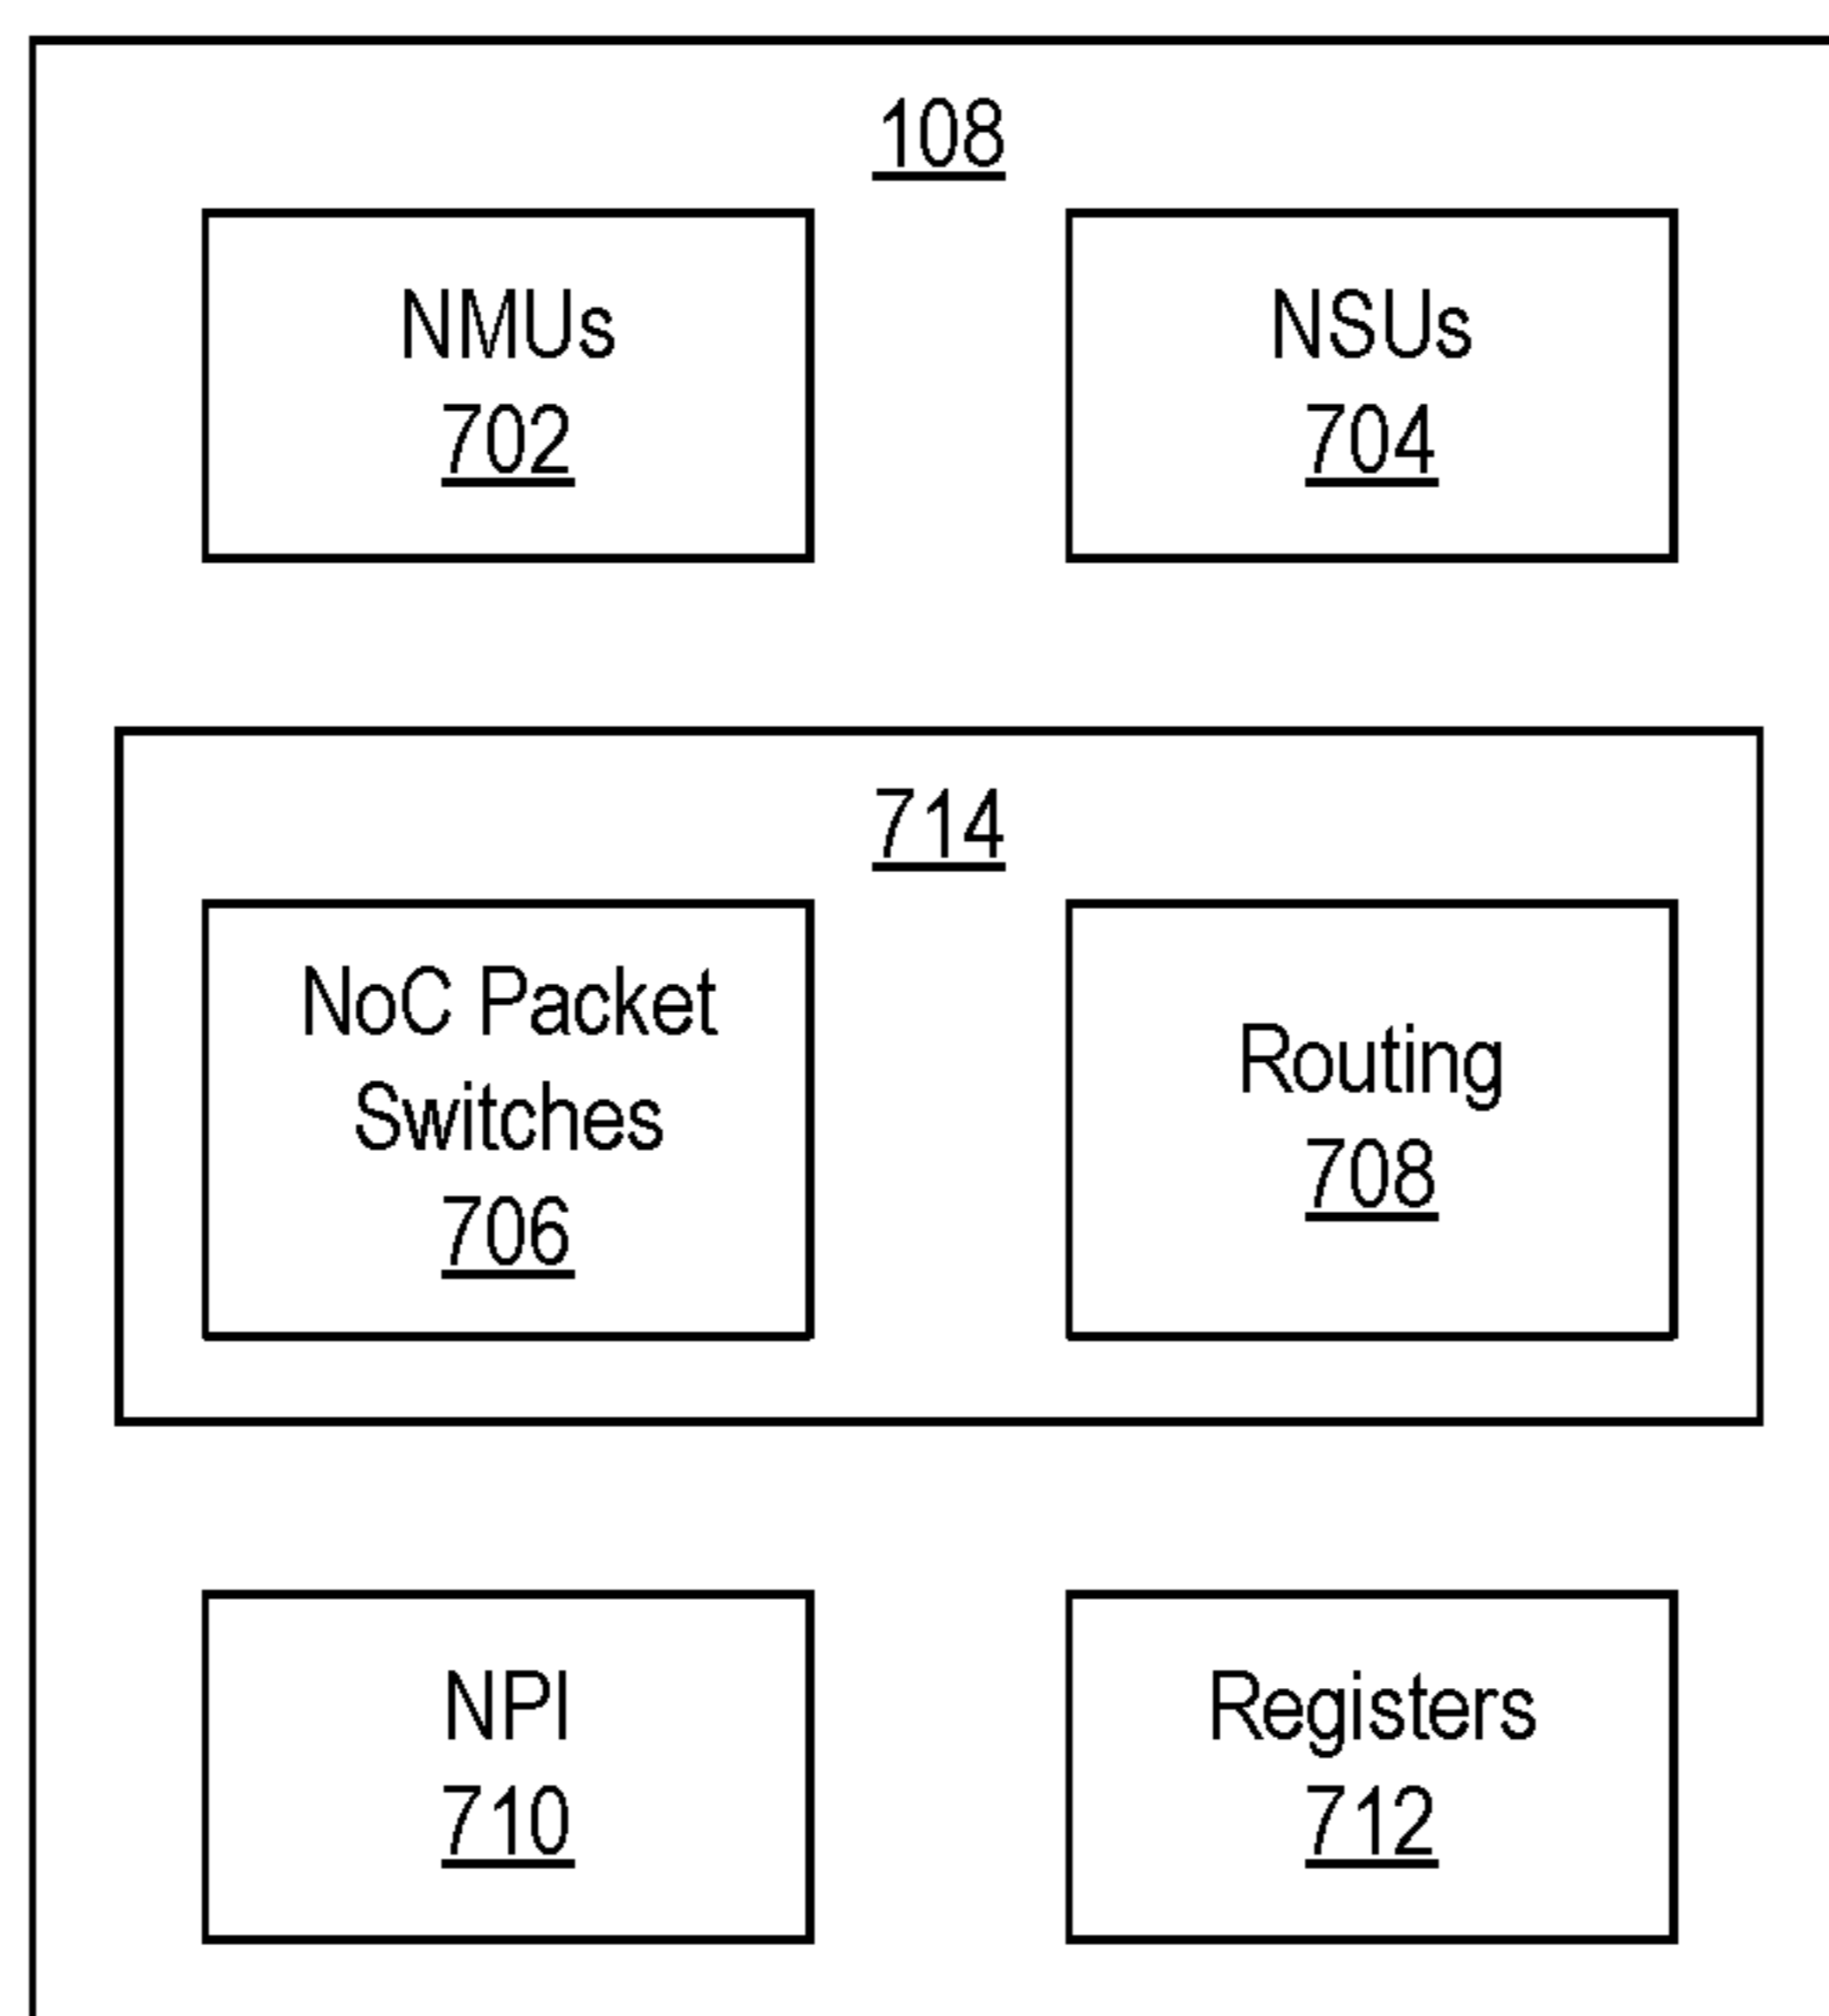 108
NMUs
702
NSUs
704
714
NoC Packet
Switches
706
Routing
708
NPI
710
Registers
712